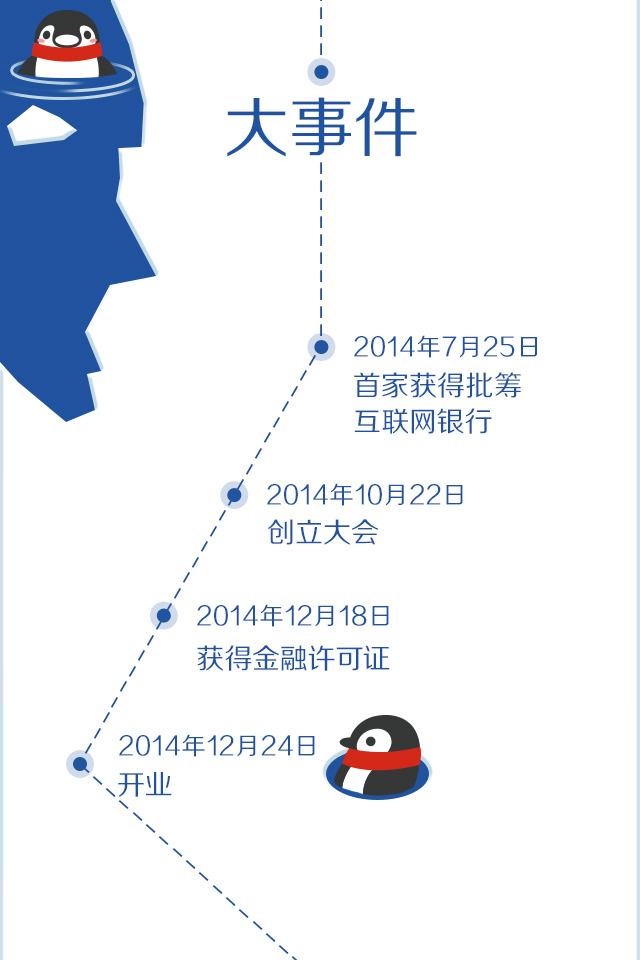 大事件
2014年7月25日
首家获得批筹
互联网银行
2014年10月22日
创立大会
2014年12月18日
获得金融许可证
2014年12月24日
开业